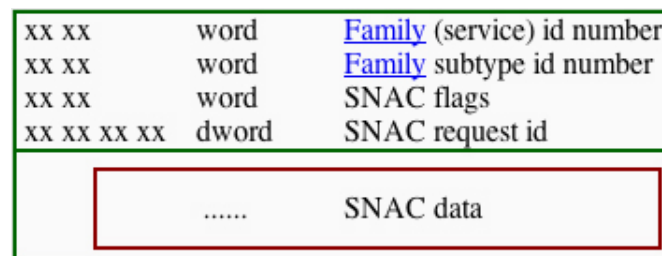 xx xx word Family (service) id number
xx xx word Family subtype id number
xx xx word SNAC flags
xx xx xx xx dword SNAC request id
...... SNAC data